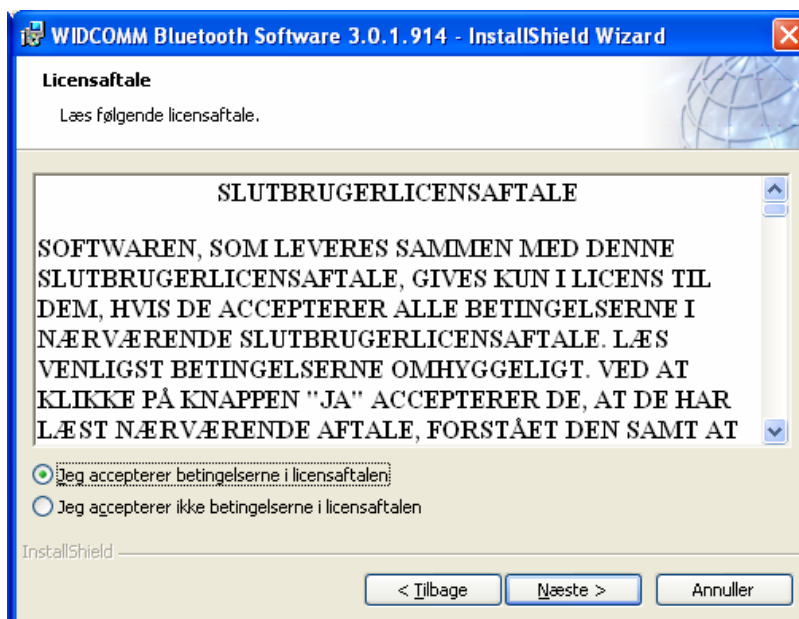 WIDCOMM Bluetooth Software 3.0.1.914 - InstallShield Wizard
Licensaftale
Læs følgende licensaftale.
SLUTBRUGERLICENSAFTALE
SOFTWAREN, SOM LEVERES SAMMEN MED DENNE
SLUTBRUGERLICENSAFTALE, GIVES KUN I LICENS TIL
DEM, HVIS DE ACCEPTERER ALLE BETINGELSERNE I
NÆRVÆRENDE SLUTBRUGERLICENSAFTALE. LÆS
VENLIGST BETINGELSERNE OMHYGGELIGT. VED AT
KLIKKE PÅ KNAPPEN "JA" ACCEPTERER DE, AT DE HAR
LÆST NÆRVÆRENDE AFTALE, FORSTÅET DEN SAMT AT
Jeg accepterer betingelserne i licensaftalen
Jeg accepterer ikke betingelserne i licensaftalen
InstallShield
< Tilbage Næste > Annuller